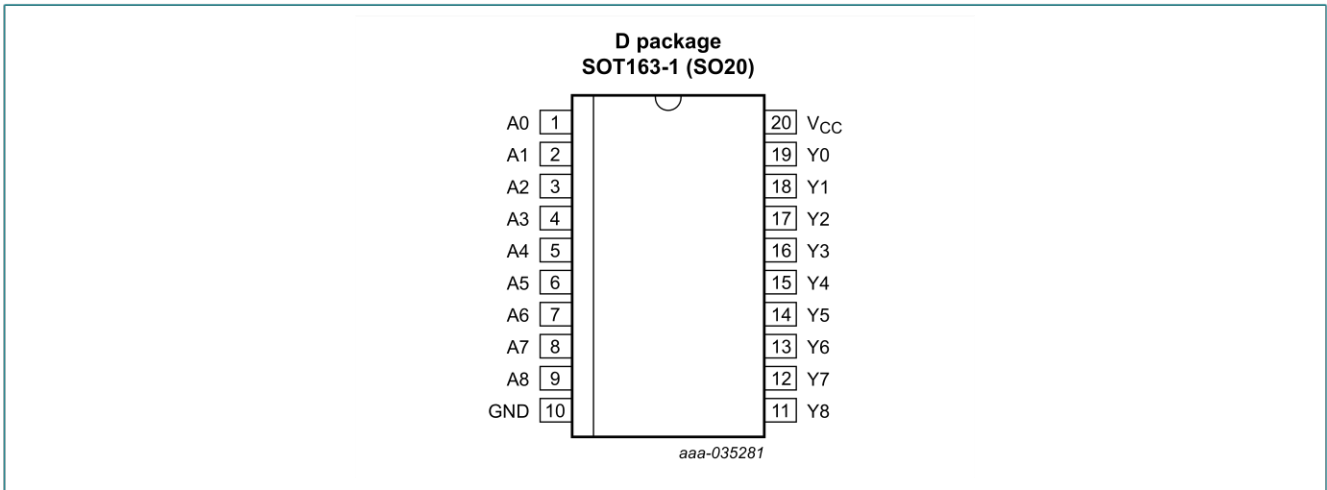 D package
SOT163-1 (SO20)
A0 1 20 VCC
A1 2 19 Y0
A2 3 18 Y1
A3 4 17 Y2
A4 5 16 Y3
A5 6 15 Y4
A6 7 14 Y5
A7 8 13 Y6
A8 9 12 Y7
GND 10 11 Y8
aaa-035281